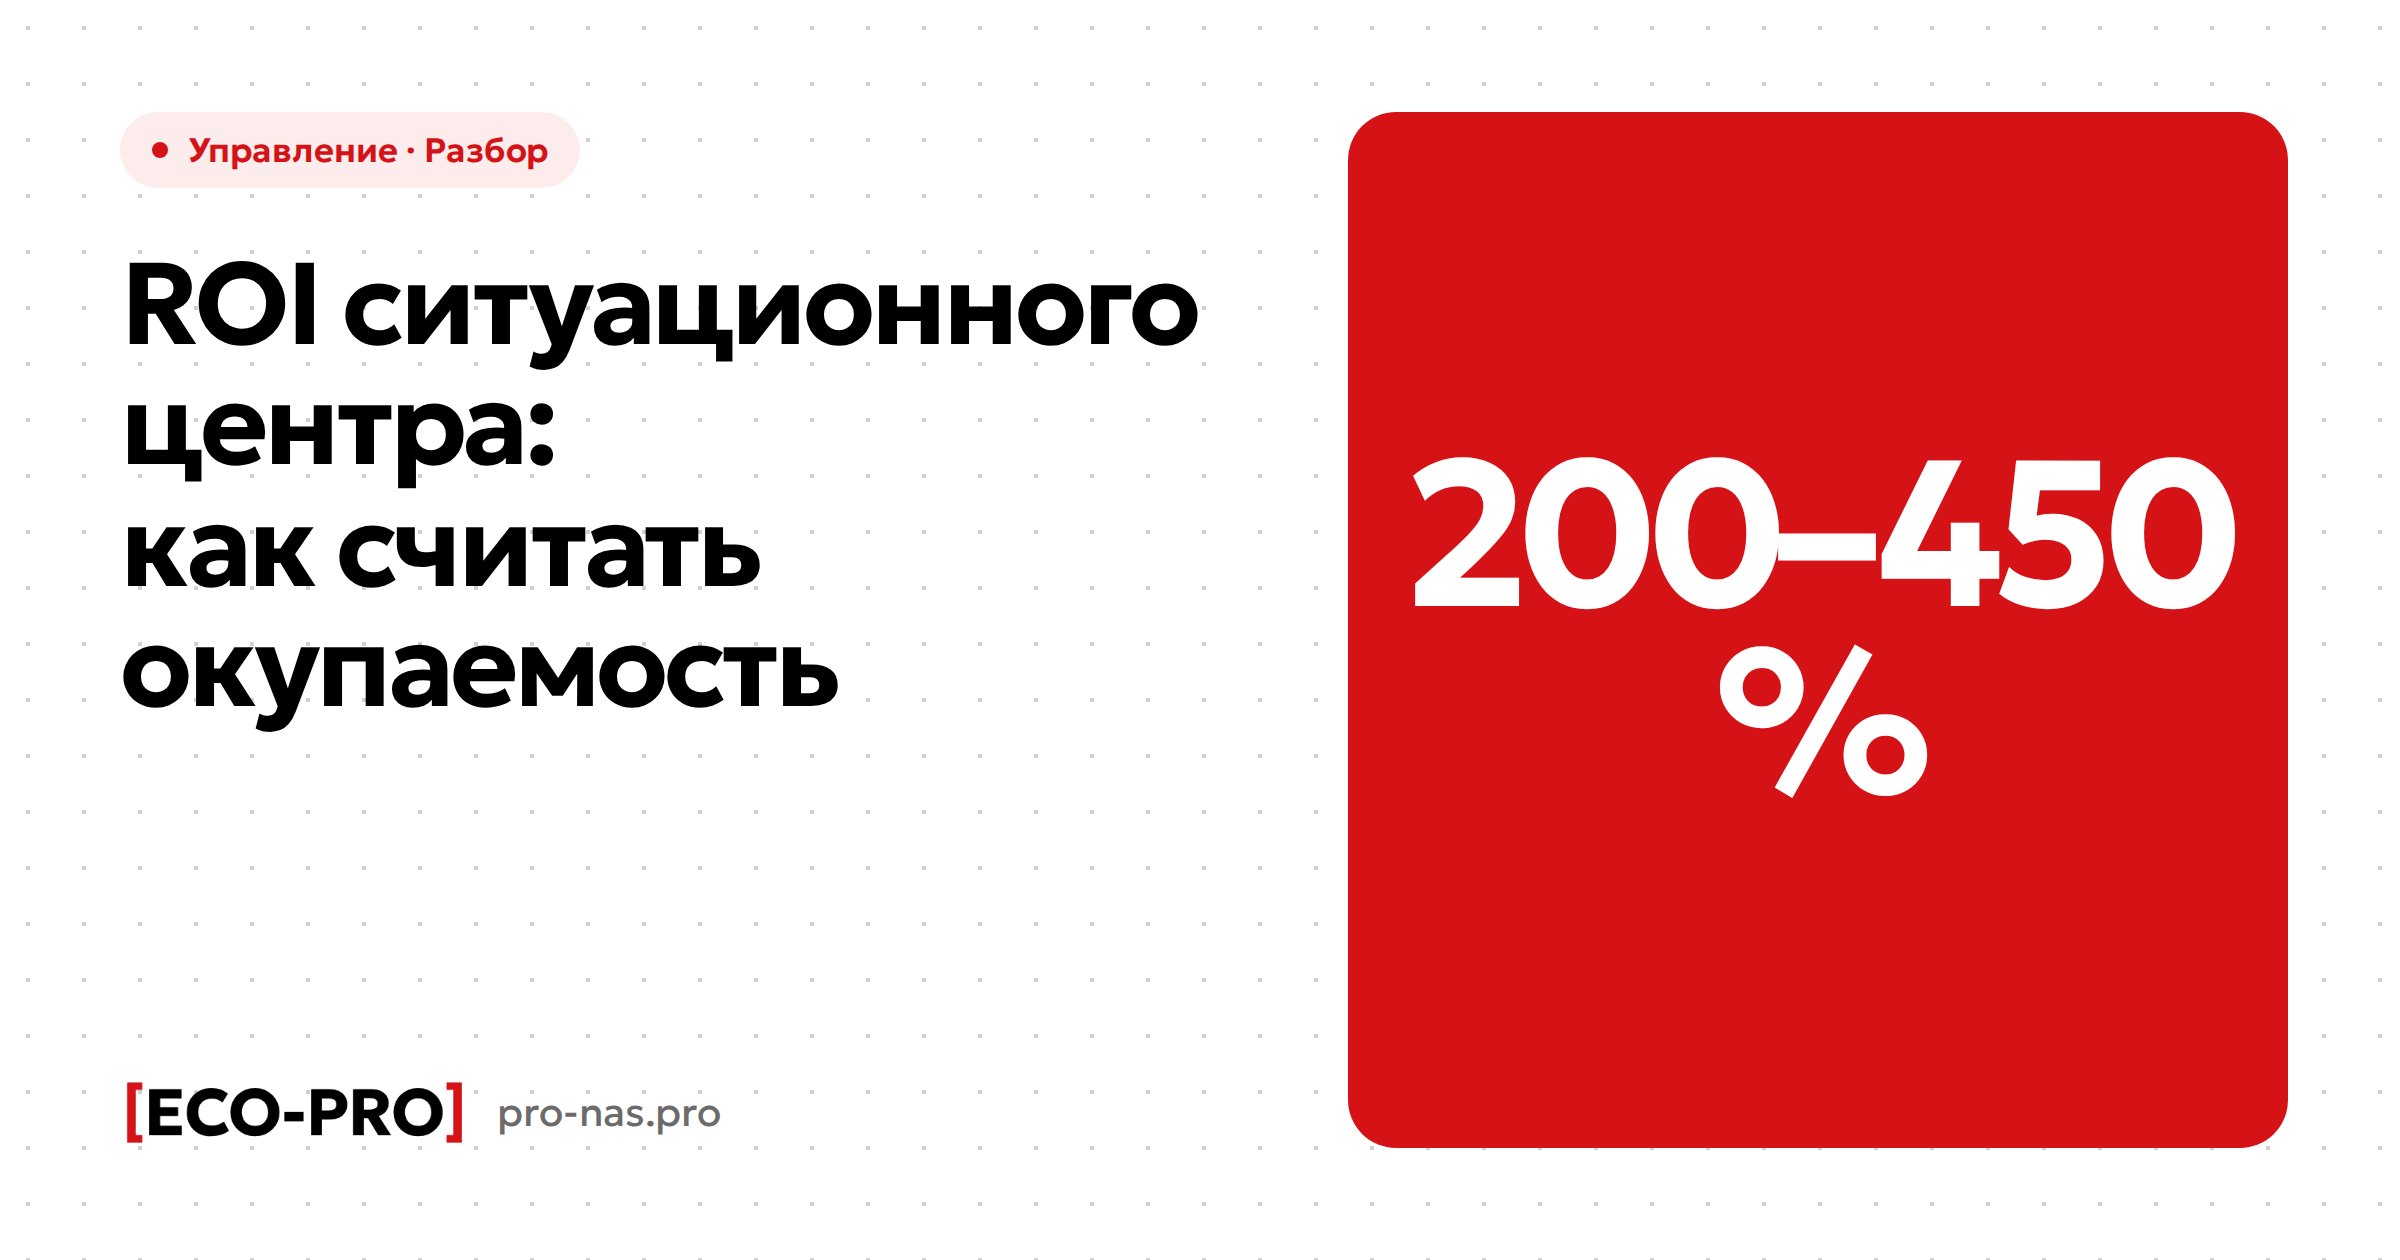 Управление · Разбор
ROI ситуационного
центра:
как считать
окупаемость
200–450
%
[ECO-PRO] pro-nas.pro